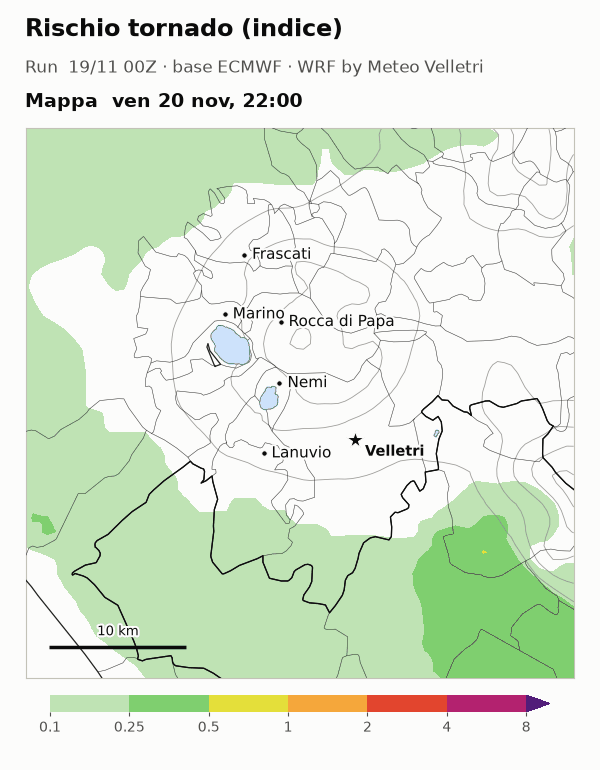 Rischio tornado (indice)
Run  19/11 00Z · base ECMWF · WRF by Meteo Velletri
Mappa  ven 20 nov, 22:00
Frascati
Marino
Rocca di Papa
Nemi
Velletri
Lanuvio
10 km
0.1 0.25 0.5 1 2 4 8